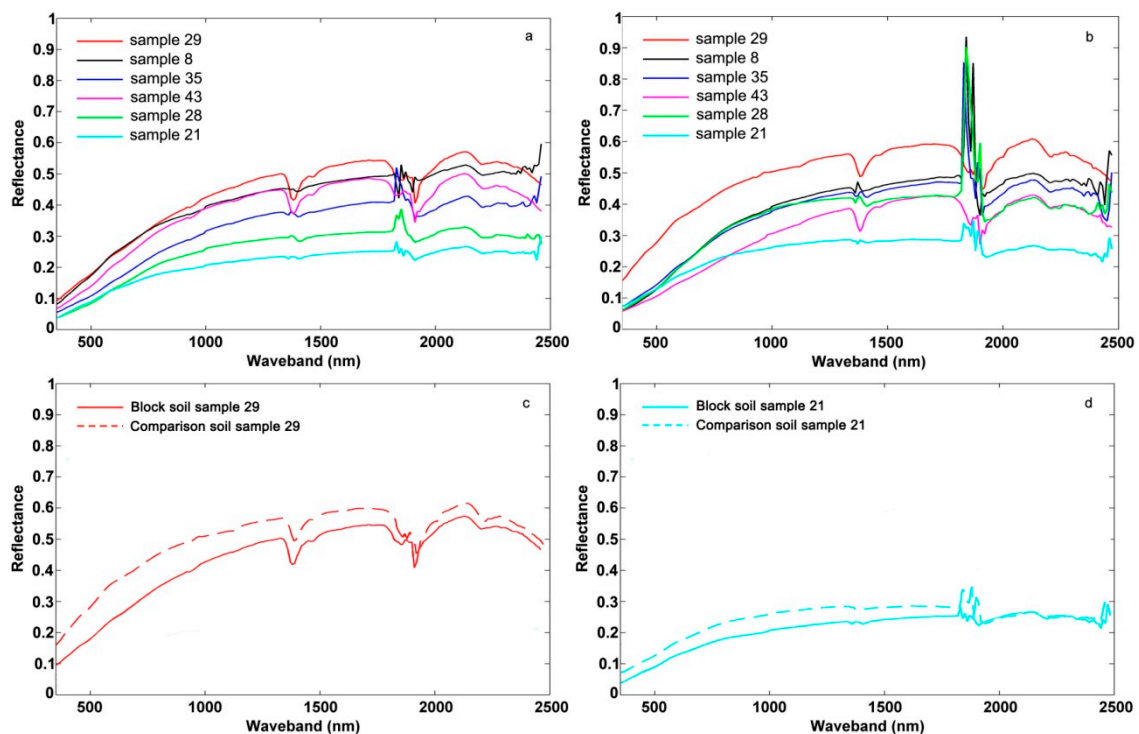 a
1
0.9
0.8
0.7
0.6
0.5
0.4
0.3
0.2
0.1
0
Reflectance
sample 29
sample 8
sample 35
sample 43
sample 28
sample 21
500
1000
1500
2000
2500
Waveband (nm)
b
1
0.9
0.8
0.7
0.6
0.5
0.4
0.3
0.2
0.1
0
Reflectance
sample 29
sample 8
sample 35
sample 43
sample 28
sample 21
500
1000
1500
2000
2500
Waveband (nm)
c
1
0.9
0.8
0.7
0.6
0.5
0.4
0.3
0.2
0.1
0
Reflectance
Block soil sample 29
Comparison soil sample 29
500
1000
1500
2000
2500
Waveband (nm)
d
1
0.9
0.8
0.7
0.6
0.5
0.4
0.3
0.2
0.1
0
Reflectance
Block soil sample 21
Comparison soil sample 21
500
1000
1500
2000
2500
Waveband (nm)